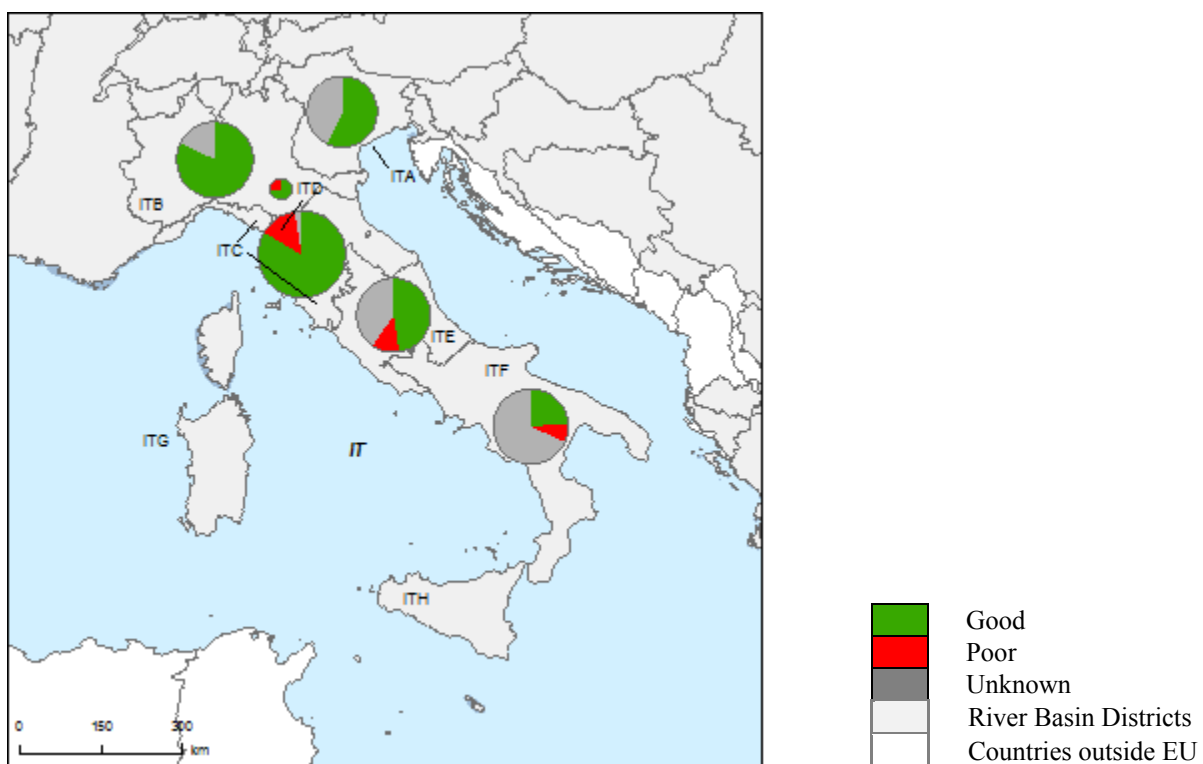 ITA
ITD
ITB
ITC
ITE
ITF
ITG
IT
ITH
0 150 300
km
Good
Poor
Unknown
River Basin Districts
Countries outside EU